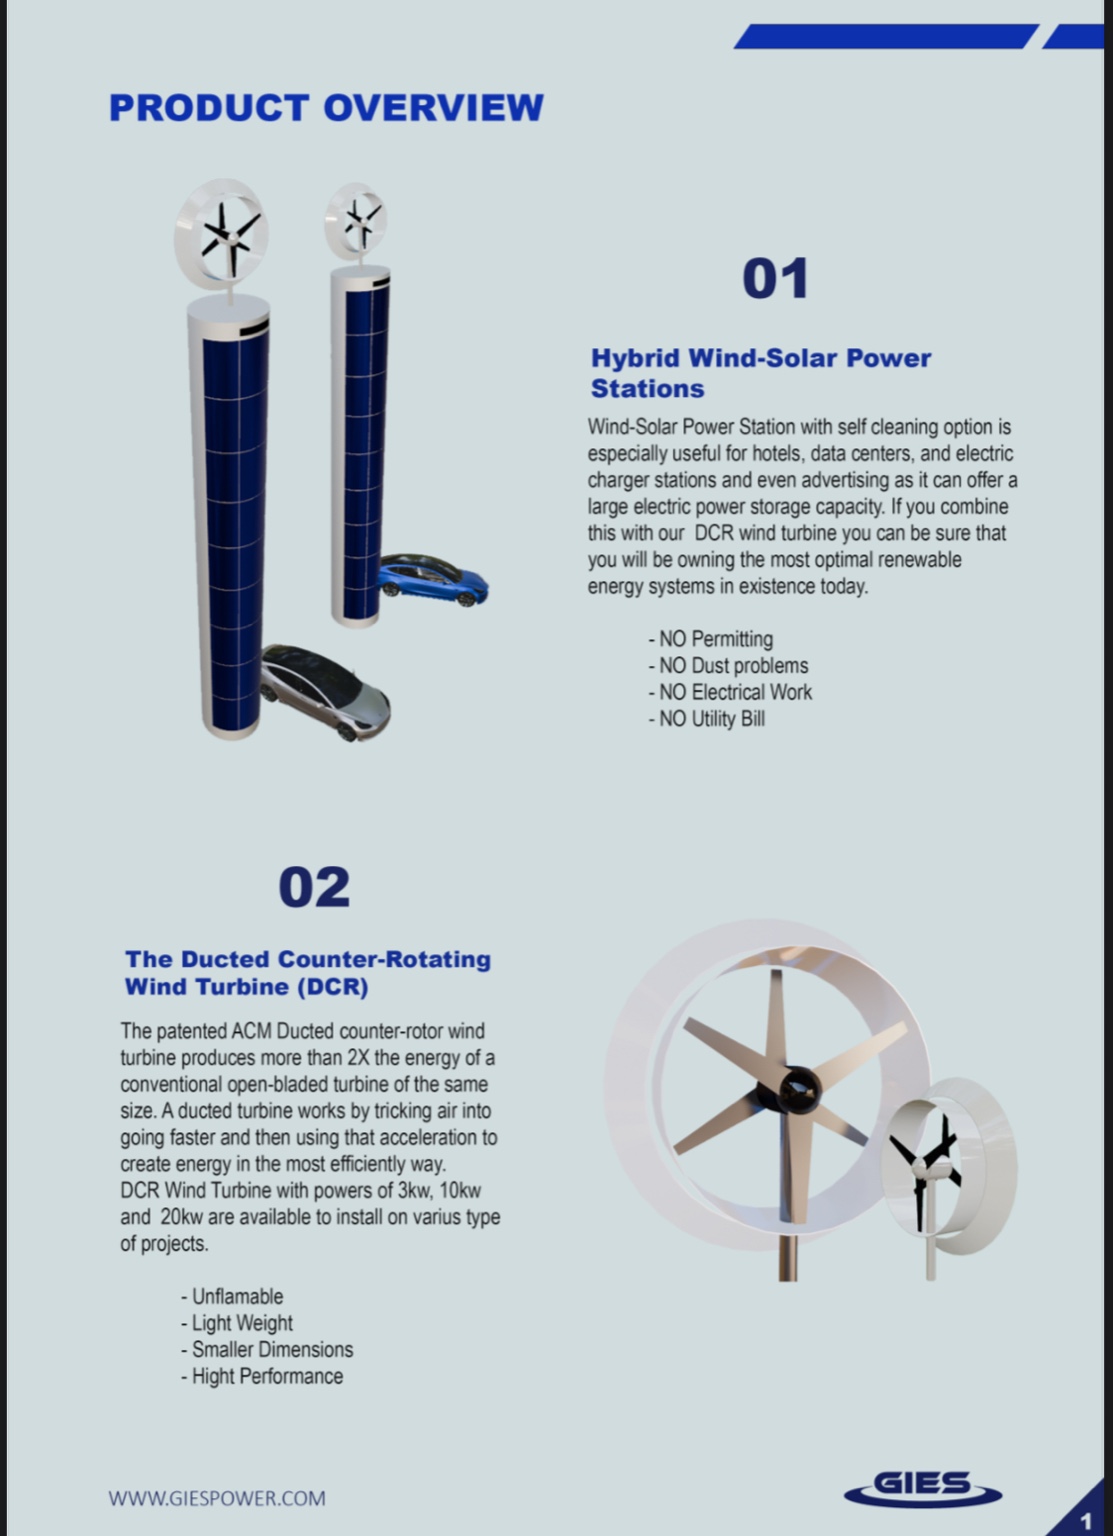 PRODUCT OVERVIEW
01
Hybrid Wind-Solar Power
Stations
Wind-Solar Power Station with self cleaning option is
especially useful for hotels, data centers, and electric
charger stations and even advertising as it can offer a
large electric power storage capacity. If you combine
this with our  DCR wind turbine you can be sure that
you will be owning the most optimal renewable
energy systems in existence today.
- NO Permitting
- NO Dust problems
- NO Electrical Work
- NO Utility Bill
02
The Ducted Counter-Rotating
Wind Turbine (DCR)
The patented ACM Ducted counter-rotor wind
turbine produces more than 2X the energy of a
conventional open-bladed turbine of the same
size. A ducted turbine works by tricking air into
going faster and then using that acceleration to
create energy in the most efficiently way.
DCR Wind Turbine with powers of 3kw, 10kw
and  20kw are available to install on varius type
of projects.
- Unflamable
- Light Weight
- Smaller Dimensions
- Hight Performance
WWW.GIESPOWER.COM
GIES
1